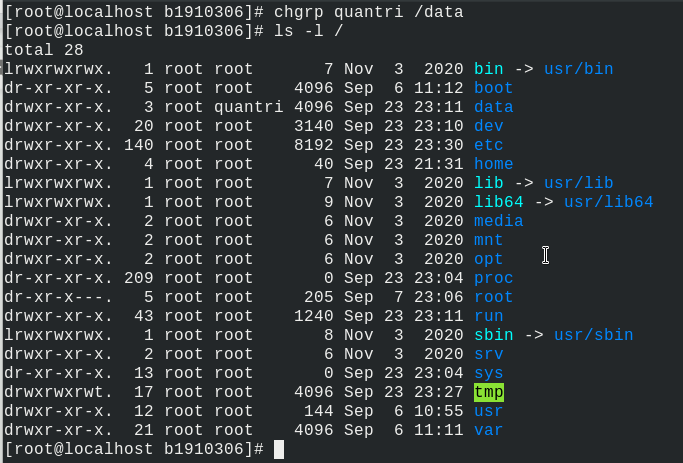 [root@localhost b1910306]# chgrp quantri /data
[root@localhost b1910306]# ls -l /
total 28
lrwxrwxrwx.   1 root root       7 Nov  3  2020 bin -> usr/bin
dr-xr-xr-x.   5 root root    4096 Sep  6 11:12 boot
drwxr-xr-x.   3 root quantri 4096 Sep 23 23:11 data
drwxr-xr-x.  20 root root    3140 Sep 23 23:10 dev
drwxr-xr-x. 140 root root    8192 Sep 23 23:30 etc
drwxr-xr-x.   4 root root      40 Sep 23 21:31 home
lrwxrwxrwx.   1 root root       7 Nov  3  2020 lib -> usr/lib
lrwxrwxrwx.   1 root root       9 Nov  3  2020 lib64 -> usr/lib64
drwxr-xr-x.   2 root root       6 Nov  3  2020 media
drwxr-xr-x.   2 root root       6 Nov  3  2020 mnt
drwxr-xr-x.   2 root root       6 Nov  3  2020 opt
dr-xr-xr-x. 209 root root       0 Sep 23 23:04 proc
dr-xr-x---.   5 root root     205 Sep  7 23:06 root
drwxr-xr-x.  43 root root    1240 Sep 23 23:11 run
lrwxrwxrwx.   1 root root       8 Nov  3  2020 sbin -> usr/sbin
drwxr-xr-x.   2 root root       6 Nov  3  2020 srv
dr-xr-xr-x.  13 root root       0 Sep 23 23:04 sys
drwxrwxrwt.  17 root root    4096 Sep 23 23:27 tmp
drwxr-xr-x.  12 root root     144 Sep  6 10:55 usr
drwxr-xr-x.  21 root root    4096 Sep  6 11:11 var
[root@localhost b1910306]#